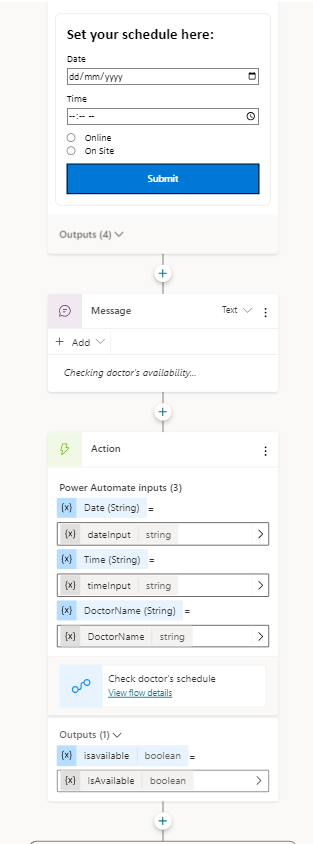 Set your schedule here:
Date
dd/mm/yyyy
Time
--:-- --
Online
On Site
Submit
Outputs (4)
Message Text
+ Add
Checking doctor's availability...
Action
Power Automate inputs (3)
{x} Date (String) =
{x} dateInput string
{x} Time (String) =
{x} timeInput string
{x} DoctorName (String) =
{x} DoctorName string
Check doctor's schedule
View flow details
Outputs (1)
{x} isavailable boolean =
{x} IsAvailable boolean